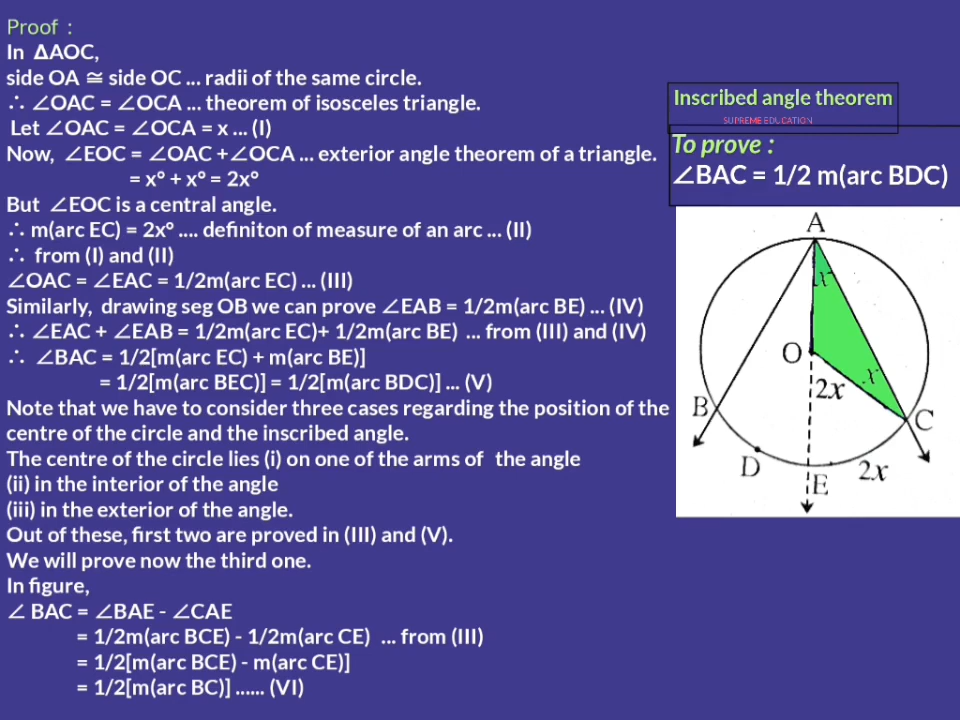 Proof :
In ΔAOC,
side OA ≅ side OC ... radii of the same circle.
∴ ∠OAC = ∠OCA ... theorem of isosceles triangle.
Let ∠OAC = ∠OCA = x ... (I)
Now, ∠EOC = ∠OAC +∠OCA ... exterior angle theorem of a triangle.
= x° + x° = 2x°
But ∠EOC is a central angle.
∴ m(arc EC) = 2x° .... definiton of measure of an arc ... (II)
∴ from (I) and (II)
∠OAC = ∠EAC = 1/2m(arc EC) ... (III)
Similarly, drawing seg OB we can prove ∠EAB = 1/2m(arc BE) ... (IV)
∴ ∠EAC + ∠EAB = 1/2m(arc EC)+ 1/2m(arc BE) ... from (III) and (IV)
∴ ∠BAC = 1/2[m(arc EC) + m(arc BE)]
= 1/2[m(arc BEC)] = 1/2[m(arc BDC)] ... (V)
Note that we have to consider three cases regarding the position of the
centre of the circle and the inscribed angle.
The centre of the circle lies (i) on one of the arms of the angle
(ii) in the interior of the angle
(iii) in the exterior of the angle.
Out of these, first two are proved in (III) and (V).
We will prove now the third one.
In figure,
∠ BAC = ∠BAE - ∠CAE
= 1/2m(arc BCE) - 1/2m(arc CE) ... from (III)
= 1/2[m(arc BCE) - m(arc CE)]
= 1/2[m(arc BC)] ...... (VI)
Inscribed angle theorem
SUPREME EDUCATION
To prove :
∠BAC = 1/2 m(arc BDC)
A
x
O
x
2x
B
C
D
E
2x